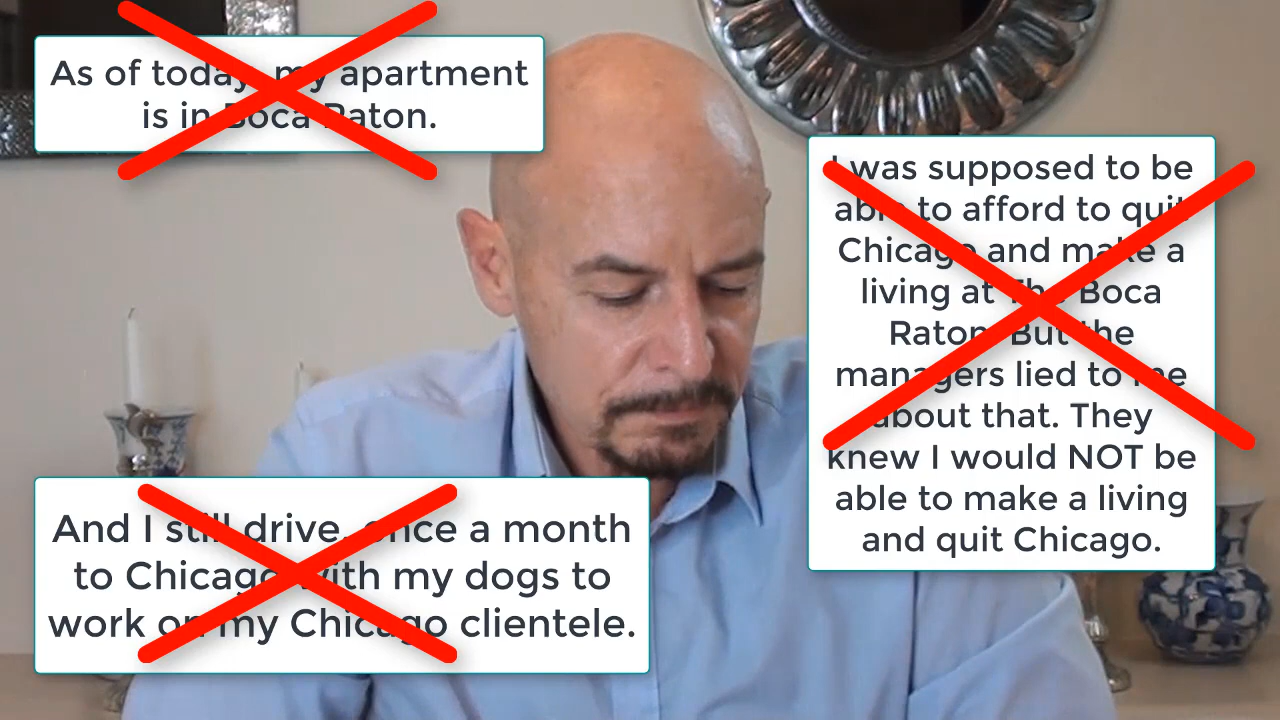 As of today, my apartment
is in Boca Raton.
I was supposed to be
able to afford to quit
Chicago and make a
living at The Boca
Raton. But the
managers lied to me
about that. They
knew I would NOT be
able to make a living
and quit Chicago.
And I still drive, once a month
to Chicago with my dogs to
work on my Chicago clientele.